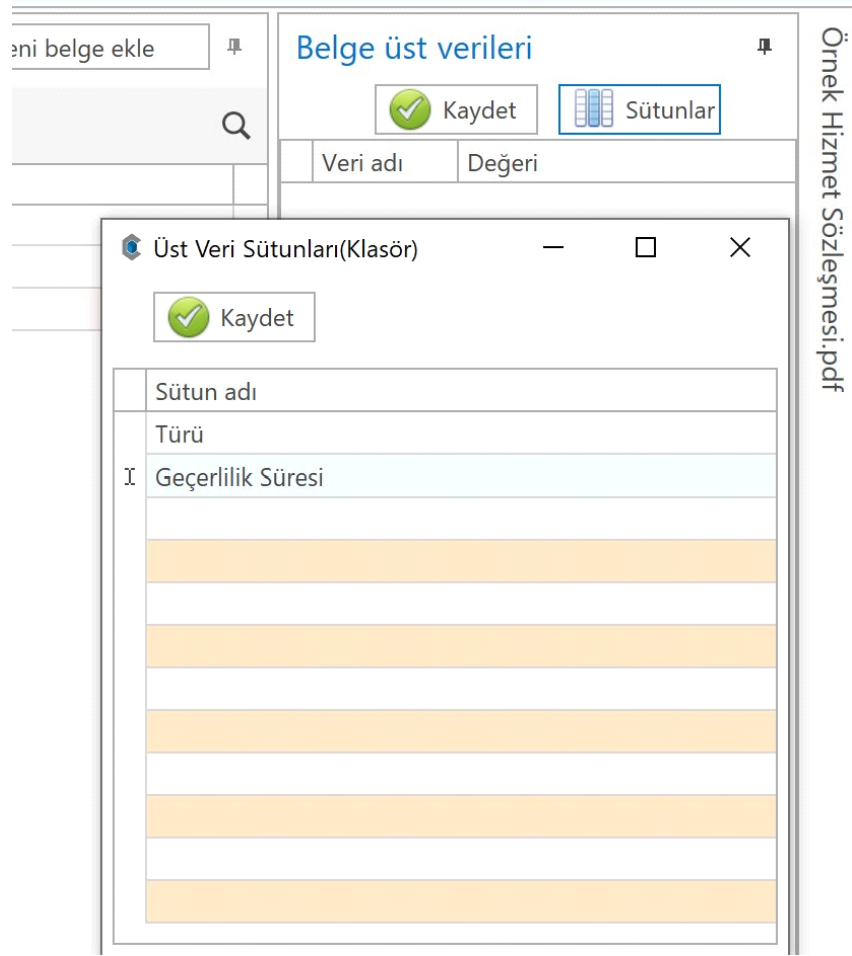 eni belge ekle
Belge üst verileri
Kaydet
Sütunlar
Veri adı
Değeri
Üst Veri Sütunları(Klasör)
Kaydet
Sütun adı
Türü
Geçerlilik Süresi
Örnek Hizmet Sözleşmesi.pdf